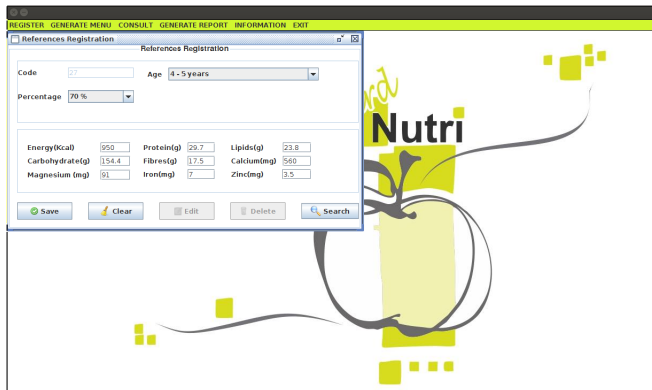 REGISTER GENERATE MENU CONSULT GENERATE REPORT INFORMATION EXIT
References Registration
References Registration
Code 27 Age 4 - 5 years
Percentage 70 %
Energy(Kcal) 950 Protein(g) 29.7 Lipids(g) 23.8
Carbohydrate(g) 154.4 Fibres(g) 17.5 Calcium(mg) 560
Magnesium (mg) 91 Iron(mg) 7 Zinc(mg) 3.5
Save Clear Edit Delete Search
Nutri